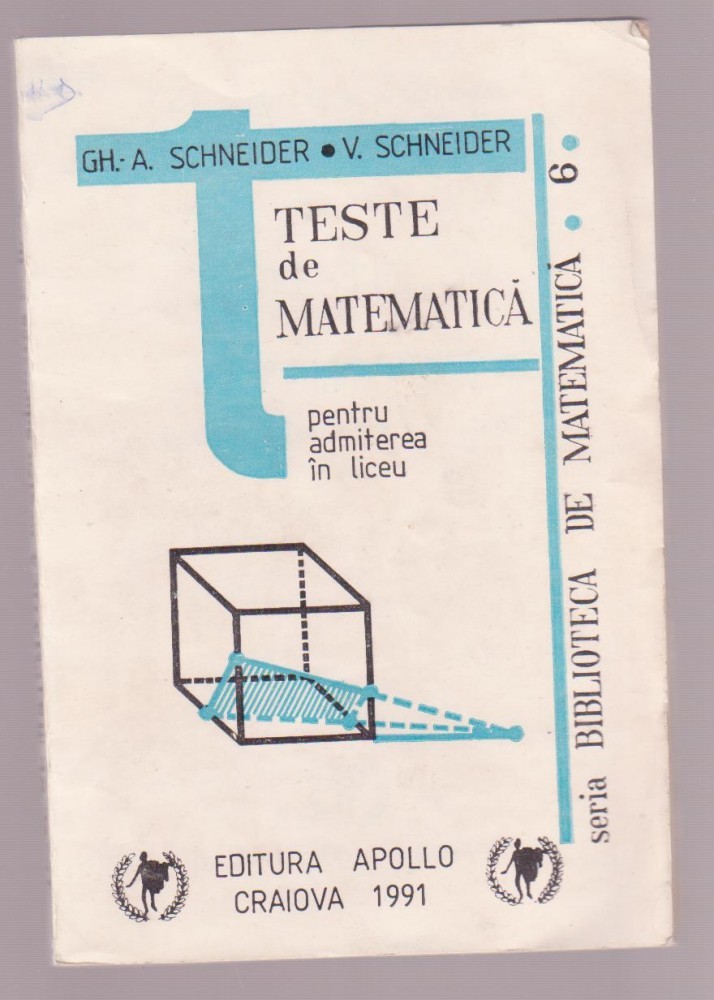 GH.-A. SCHNEIDER • V. SCHNEIDER
TESTE
de
MATEMATICĂ
pentru
admiterea
în liceu
seria BIBLIOTECA DE MATEMATICĂ • 6 •
EDITURA APOLLO
CRAIOVA 1991